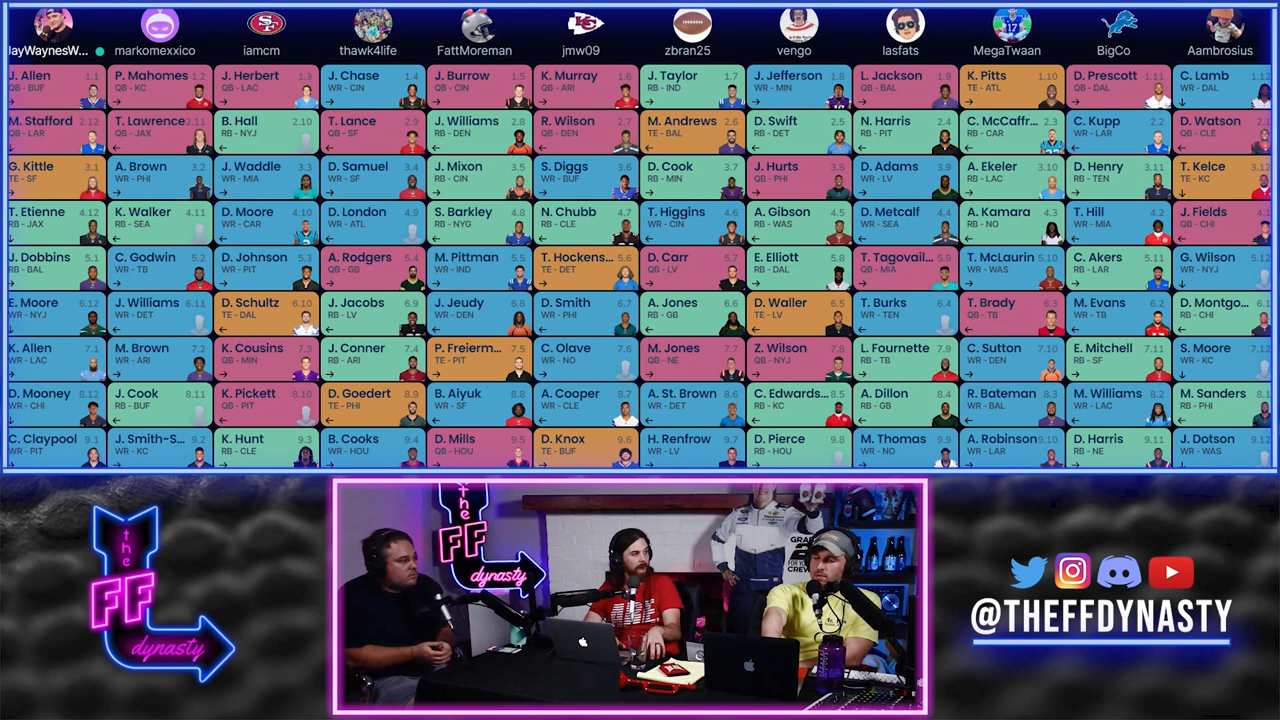 JayWaynesW... markomexxico iamcm thawk4life FattMoreman jmw09 zbran25 vengo lasfats MegaTwaan BigCo Aambrosius
J. Allen 1.1 P. Mahomes 1.2 J. Herbert 1.3 J. Chase 1.4 J. Burrow 1.5 K. Murray 1.6 J. Taylor 1.7 J. Jefferson 1.8 L. Jackson 1.9 K. Pitts 1.10 D. Prescott 1.11 C. Lamb 1.12
QB - BUF QB - KC QB - LAC WR - CIN QB - CIN QB - ARI RB - IND WR - MIN QB - BAL TE - ATL QB - DAL WR - DAL
M. Stafford 2.12 T. Lawrence 2.11 B. Hall 2.10 T. Lance 2.9 J. Williams 2.8 R. Wilson 2.7 M. Andrews 2.6 D. Swift 2.5 N. Harris 2.4 C. McCaffr... 2.3 C. Kupp 2.2 D. Watson 2.1
QB - LAR QB - JAX RB - NYJ QB - SF RB - DEN QB - DEN TE - BAL RB - DET RB - PIT RB - CAR WR - LAR QB - CLE
G. Kittle 3.1 A. Brown 3.2 J. Waddle 3.3 D. Samuel 3.4 J. Mixon 3.5 S. Diggs 3.6 D. Cook 3.7 J. Hurts 3.8 D. Adams 3.9 A. Ekeler 3.10 D. Henry 3.11 T. Kelce 3.12
TE - SF WR - PHI WR - MIA WR - SF RB - CIN WR - BUF RB - MIN QB - PHI WR - LV RB - LAC RB - TEN TE - KC
T. Etienne 4.12 K. Walker 4.11 D. Moore 4.10 D. London 4.9 S. Barkley 4.8 N. Chubb 4.7 T. Higgins 4.6 A. Gibson 4.5 D. Metcalf 4.4 A. Kamara 4.3 T. Hill 4.2 J. Fields 4.1
RB - JAX RB - SEA WR - CAR WR - ATL RB - NYG RB - CLE WR - CIN RB - WAS WR - SEA RB - NO WR - MIA QB - CHI
J. Dobbins 5.1 C. Godwin 5.2 D. Johnson 5.3 A. Rodgers 5.4 M. Pittman 5.5 T. Hockens... 5.6 D. Carr 5.7 E. Elliott 5.8 T. Tagovail... 5.9 T. McLaurin 5.10 C. Akers 5.11 G. Wilson 5.12
RB - BAL WR - TB WR - PIT QB - GB WR - IND TE - DET QB - LV RB - DAL QB - MIA WR - WAS RB - LAR WR - NYJ
E. Moore 6.12 J. Williams 6.11 D. Schultz 6.10 J. Jacobs 6.9 J. Jeudy 6.8 D. Smith 6.7 A. Jones 6.6 D. Waller 6.5 T. Burks 6.4 T. Brady 6.3 M. Evans 6.2 D. Montgo... 6.1
WR - NYJ WR - DET TE - DAL RB - LV WR - DEN WR - PHI RB - GB TE - LV WR - TEN QB - TB WR - TB RB - CHI
K. Allen 7.1 M. Brown 7.2 K. Cousins 7.3 J. Conner 7.4 P. Freierm... 7.5 C. Olave 7.6 M. Jones 7.7 Z. Wilson 7.8 L. Fournette 7.9 C. Sutton 7.10 E. Mitchell 7.11 S. Moore 7.12
WR - LAC WR - ARI QB - MIN RB - ARI TE - PIT WR - NO QB - NE QB - NYJ RB - TB WR - DEN RB - SF WR - KC
D. Mooney 8.12 J. Cook 8.11 K. Pickett 8.10 D. Goedert 8.9 B. Aiyuk 8.8 A. Cooper 8.7 A. St. Brown 8.6 C. Edwards... 8.5 A. Dillon 8.4 R. Bateman 8.3 M. Williams 8.2 M. Sanders 8.1
WR - CHI RB - BUF QB - PIT TE - PHI WR - SF WR - CLE WR - DET RB - KC RB - GB WR - BAL WR - LAC RB - PHI
C. Claypool 9.1 J. Smith-S... 9.2 K. Hunt 9.3 B. Cooks 9.4 D. Mills 9.5 D. Knox 9.6 H. Renfrow 9.7 D. Pierce 9.8 M. Thomas 9.9 A. Robinson 9.10 D. Harris 9.11 J. Dotson 9.12
WR - PIT WR - KC RB - CLE WR - HOU QB - HOU TE - BUF WR - LV RB - HOU WR - NO WR - LAR RB - NE WR - WAS
the
FF
dynasty
the
FF
dynasty
@THEFFDYNASTY